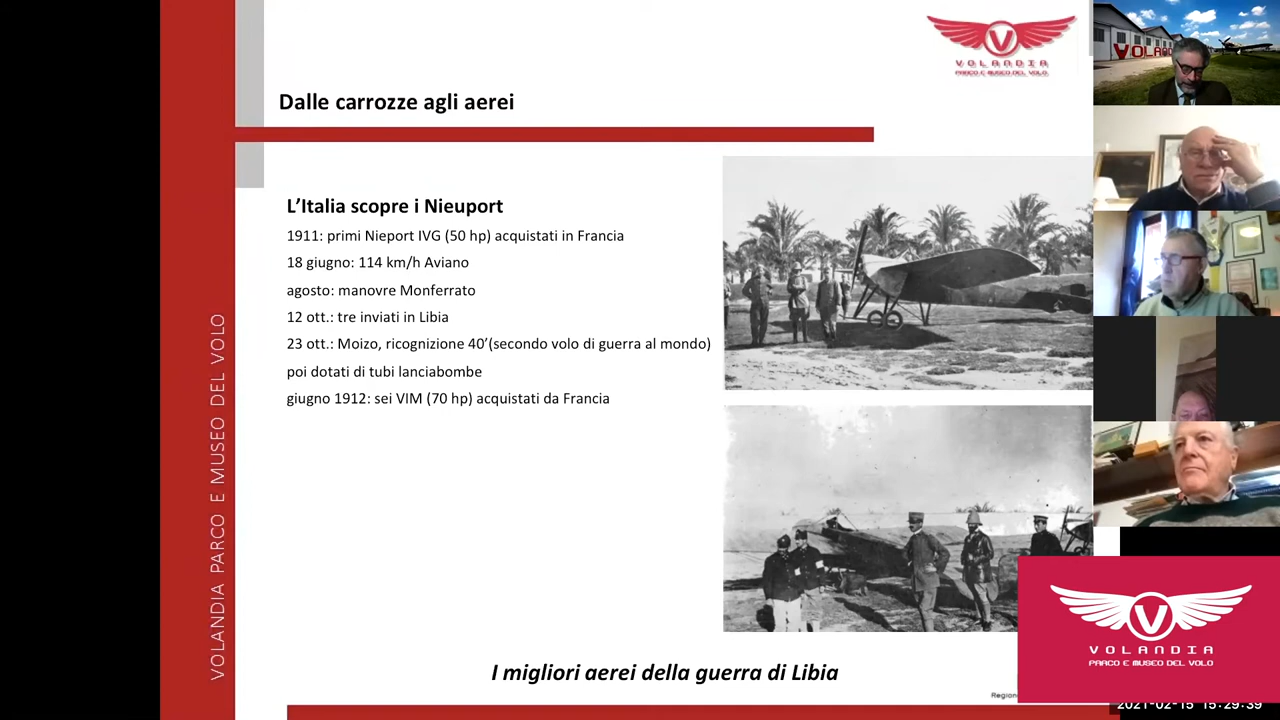 VOLANDIA
PARCO E MUSEO DEL VOLO
Dalle carrozze agli aerei
L'Italia scopre i Nieuport
1911: primi Nieport IVG (50 hp) acquistati in Francia
18 giugno: 114 km/h Aviano
agosto: manovre Monferrato
12 ott.: tre inviati in Libia
23 ott.: Moizo, ricognizione 40'(secondo volo di guerra al mondo)
poi dotati di tubi lanciabombe
giugno 1912: sei VIM (70 hp) acquistati da Francia
VOLANDIA PARCO E MUSEO DEL VOLO
I migliori aerei della guerra di Libia
VOLANDIA
PARCO E MUSEO DEL VOLO
2021-02-15 15:29:39